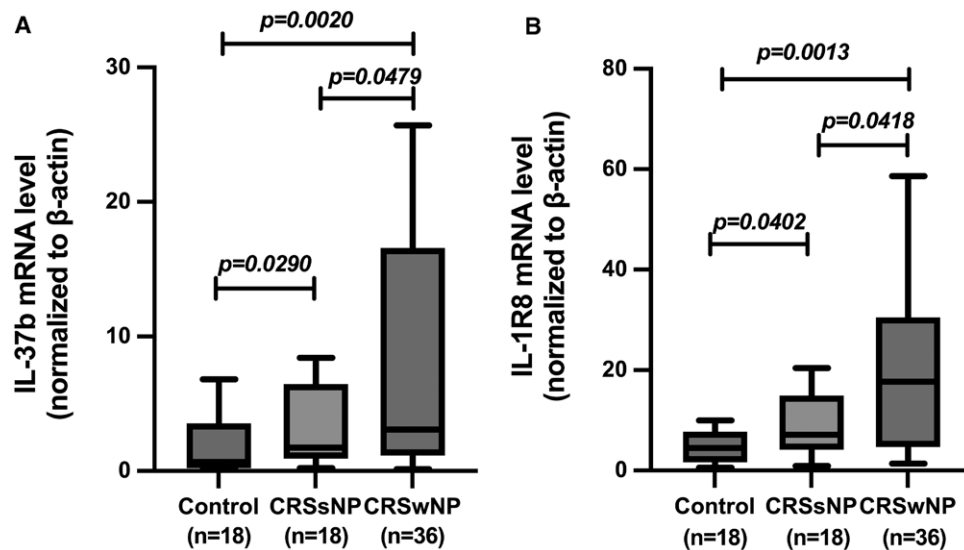 A
p=0.0020
p=0.0479
p=0.0290
IL-37b mRNA level
(normalized to β-actin)
30
20
10
0
Control CRSsNP CRSwNP
(n=18) (n=18) (n=36)
B
p=0.0013
p=0.0418
p=0.0402
IL-1R8 mRNA level
(normalized to β-actin)
80
60
40
20
0
Control CRSsNP CRSwNP
(n=18) (n=18) (n=36)